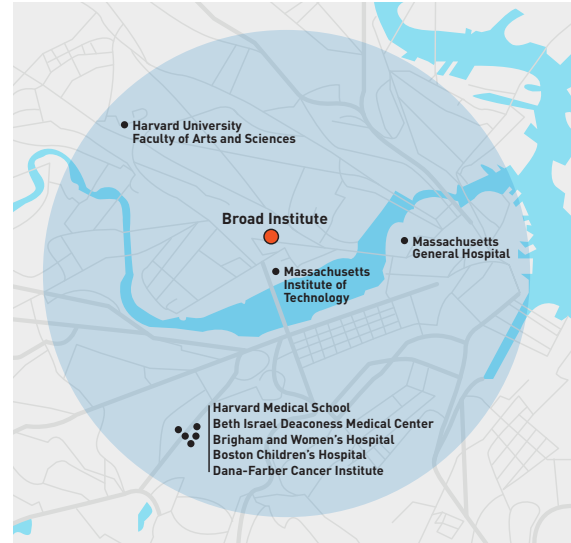 Harvard University
Faculty of Arts and Sciences
Broad Institute
Massachusetts
General Hospital
Massachusetts
Institute of
Technology
Harvard Medical School
Beth Israel Deaconess Medical Center
Brigham and Women's Hospital
Boston Children's Hospital
Dana-Farber Cancer Institute